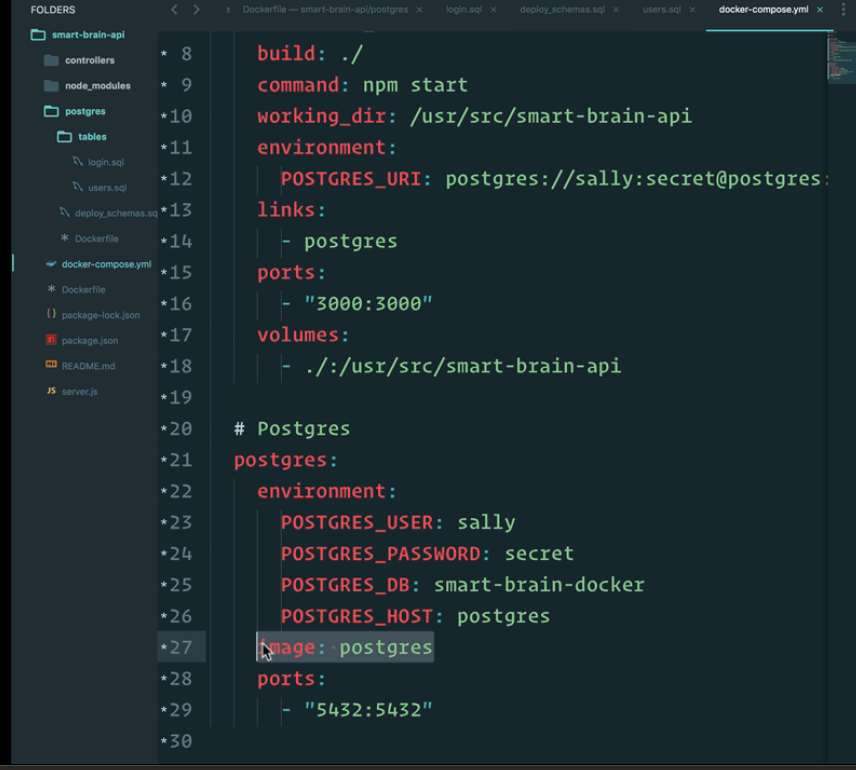 FOLDERS
smart-brain-api
controllers
node_modules
postgres
tables
login.sql
users.sql
deploy_schemas.sq
Dockerfile
docker-compose.yml
Dockerfile
package-lock.json
package.json
README.md
JS server.js
Dockerfile — smart-brain-api/postgres × login.sql × deploy_schemas.sql × users.sql × docker-compose.yml ×
* 8 build: ./
* 9 command: npm start
*10 working_dir: /usr/src/smart-brain-api
*11 environment:
*12 POSTGRES_URI: postgres://sally:secret@postgres:
*13 links:
*14 - postgres
*15 ports:
*16 - "3000:3000"
*17 volumes:
*18 - ./:/usr/src/smart-brain-api
*19
*20 # Postgres
*21 postgres:
*22 environment:
*23 POSTGRES_USER: sally
*24 POSTGRES_PASSWORD: secret
*25 POSTGRES_DB: smart-brain-docker
*26 POSTGRES_HOST: postgres
*27 image: postgres
*28 ports:
*29 - "5432:5432"
*30